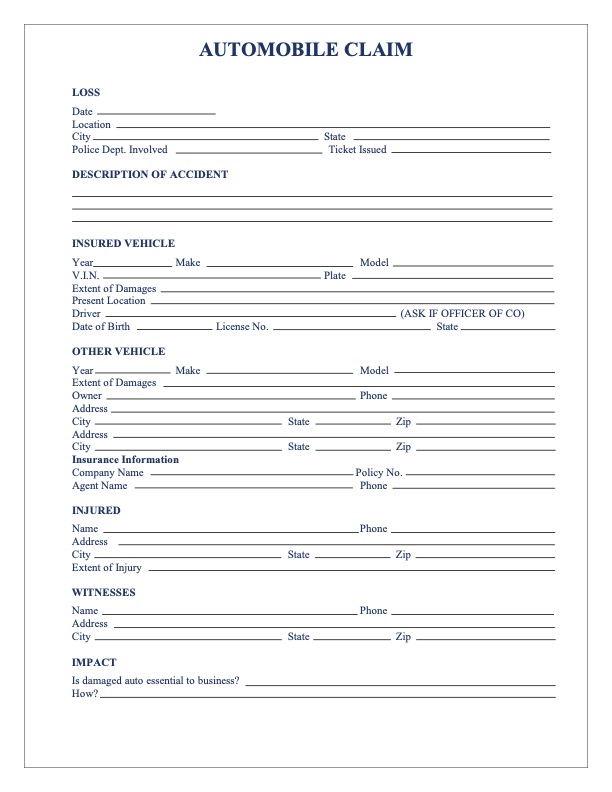 AUTOMOBILE CLAIM
LOSS
Date
Location
City State
Police Dept. Involved Ticket Issued
DESCRIPTION OF ACCIDENT
INSURED VEHICLE
Year Make Model
V.I.N. Plate
Extent of Damages
Present Location
Driver (ASK IF OFFICER OF CO)
Date of Birth License No. State
OTHER VEHICLE
Year Make Model
Extent of Damages
Owner Phone
Address
City State Zip
Address
City State Zip
Insurance Information
Company Name Policy No.
Agent Name Phone
INJURED
Name Phone
Address
City State Zip
Extent of Injury
WITNESSES
Name Phone
Address
City State Zip
IMPACT
Is damaged auto essential to business?
How?